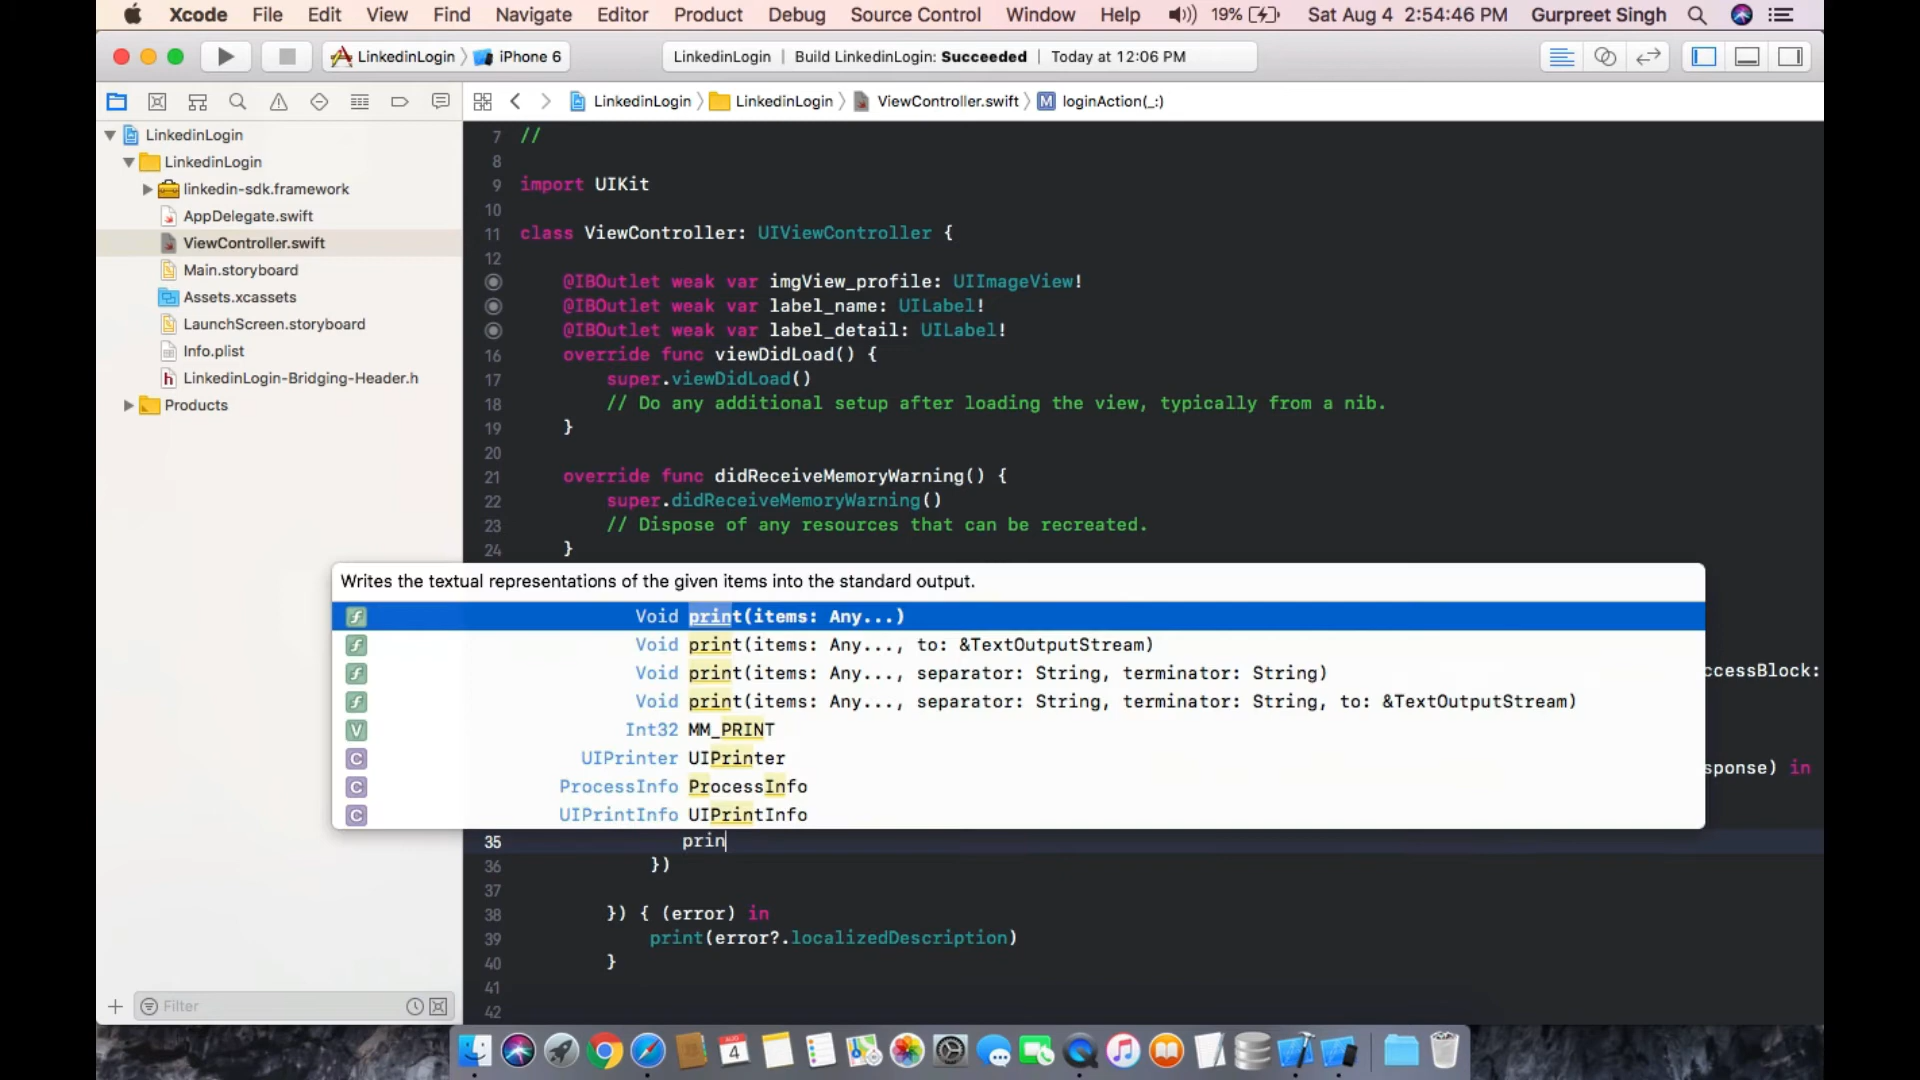 Xcode File Edit View Find Navigate Editor Product Debug Source Control Window Help 19% Sat Aug 4 2:54:46 PM Gurpreet Singh
LinkedinLogin iPhone 6 LinkedinLogin | Build LinkedinLogin: Succeeded | Today at 12:06 PM
LinkedinLogin LinkedinLogin ViewController.swift M loginAction(_:)
LinkedinLogin
LinkedinLogin
linkedin-sdk.framework
AppDelegate.swift
ViewController.swift
Main.storyboard
Assets.xcassets
LaunchScreen.storyboard
Info.plist
h LinkedinLogin-Bridging-Header.h
Products
Filter
7 //
8
9 import UIKit
10
11 class ViewController: UIViewController {
12
@IBOutlet weak var imgView_profile: UIImageView!
@IBOutlet weak var label_name: UILabel!
@IBOutlet weak var label_detail: UILabel!
16 override func viewDidLoad() {
17 super.viewDidLoad()
18 // Do any additional setup after loading the view, typically from a nib.
19 }
20
21 override func didReceiveMemoryWarning() {
22 super.didReceiveMemoryWarning()
23 // Dispose of any resources that can be recreated.
24 }
Writes the textual representations of the given items into the standard output.
f Void print(items: Any...)
f Void print(items: Any..., to: &TextOutputStream)
ccessBlock:
f Void print(items: Any..., separator: String, terminator: String)
f Void print(items: Any..., separator: String, terminator: String, to: &TextOutputStream)
V Int32 MM_PRINT
C UIPrinter UIPrinter
sponse) in
C ProcessInfo ProcessInfo
C UIPrintInfo UIPrintInfo
35 prin
36 })
37
38 }) { (error) in
39 print(error?.localizedDescription)
40 }
41
42
AUG
4